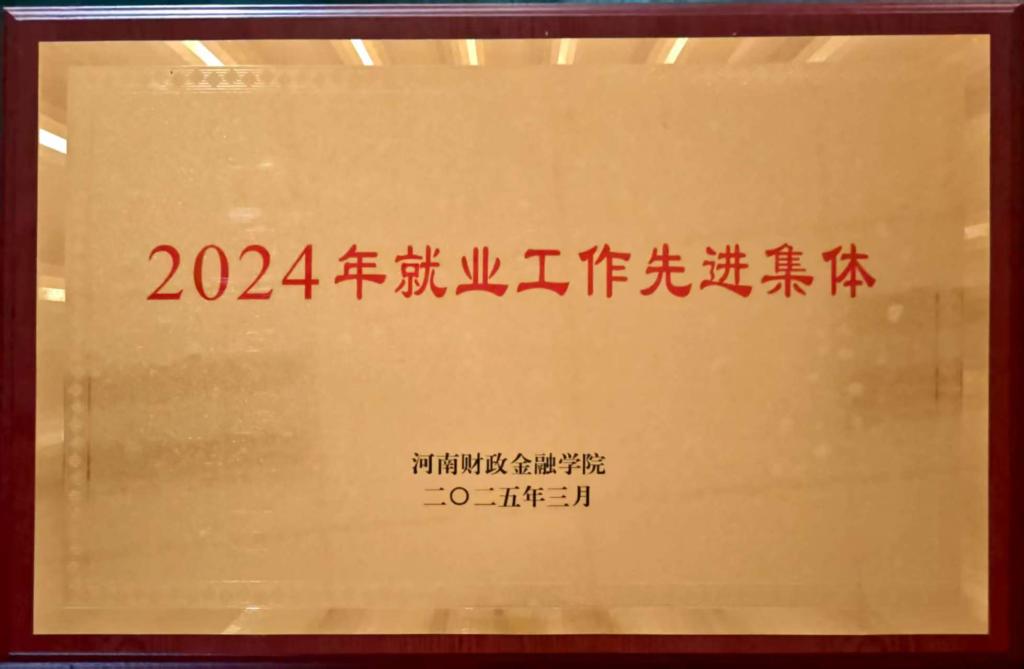 2024年就业工作先进集体
河南财政金融学院
二〇二五年三月